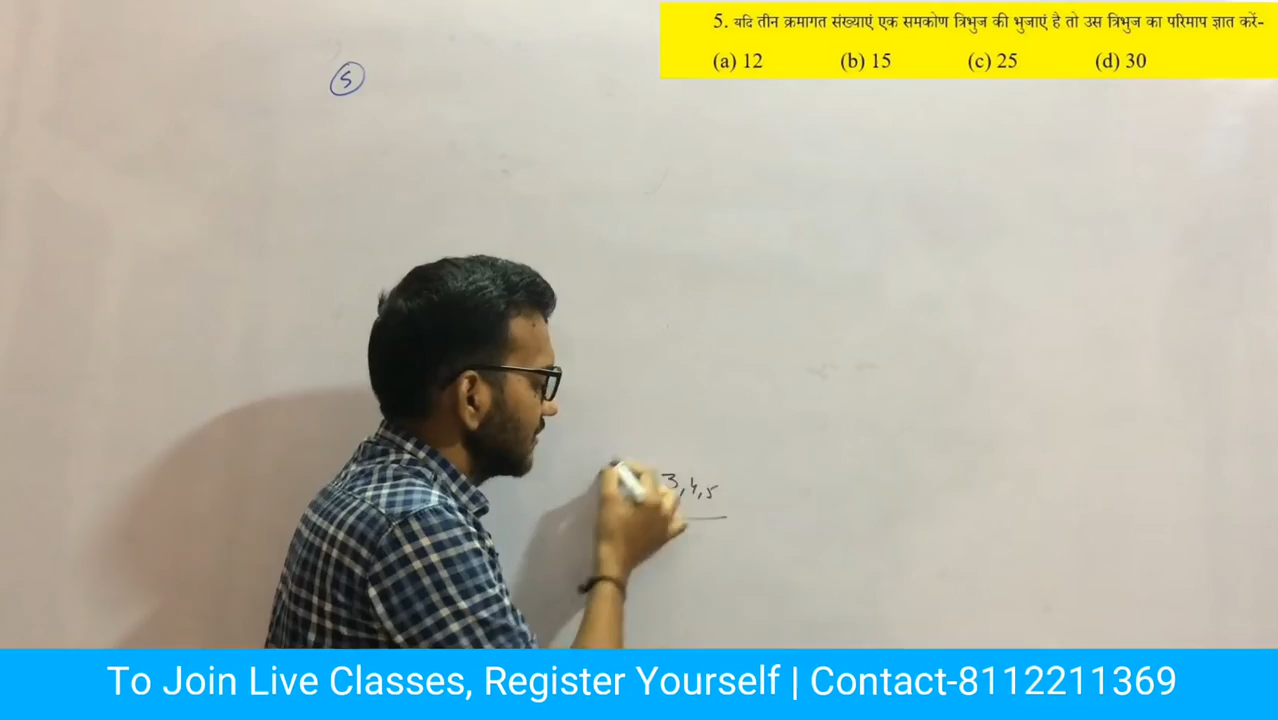 5. यदि तीन क्रमागत संख्याएं एक समकोण त्रिभुज की भुजाएं है तो उस त्रिभुज का परिमाप ज्ञात करें-
(a) 12 (b) 15 (c) 25 (d) 30
5
3,4,5
To Join Live Classes, Register Yourself | Contact-8112211369